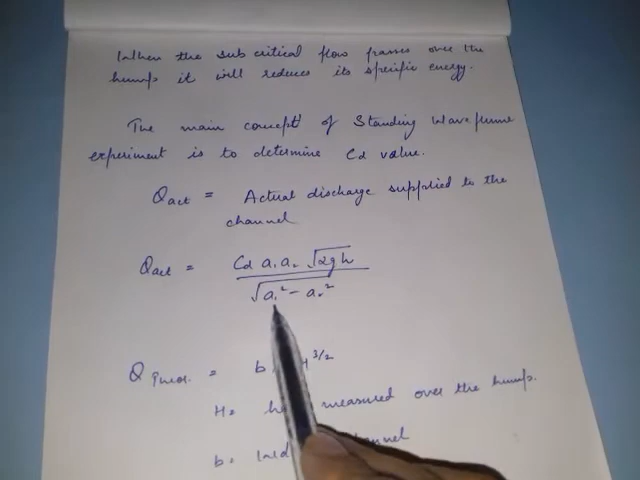 When the sub critical flow passes over the
hump it will reduces its specific energy.
The main concept of Standing Wave flume
experiment is to determine Cd value.
Qact = Actual discharge supplied to the
channel
Qact = Cd a₁ a₂ √2gh
√a₁² - a₂²
Q Theor. = b H 3/2
H = measured over the hump.
b =